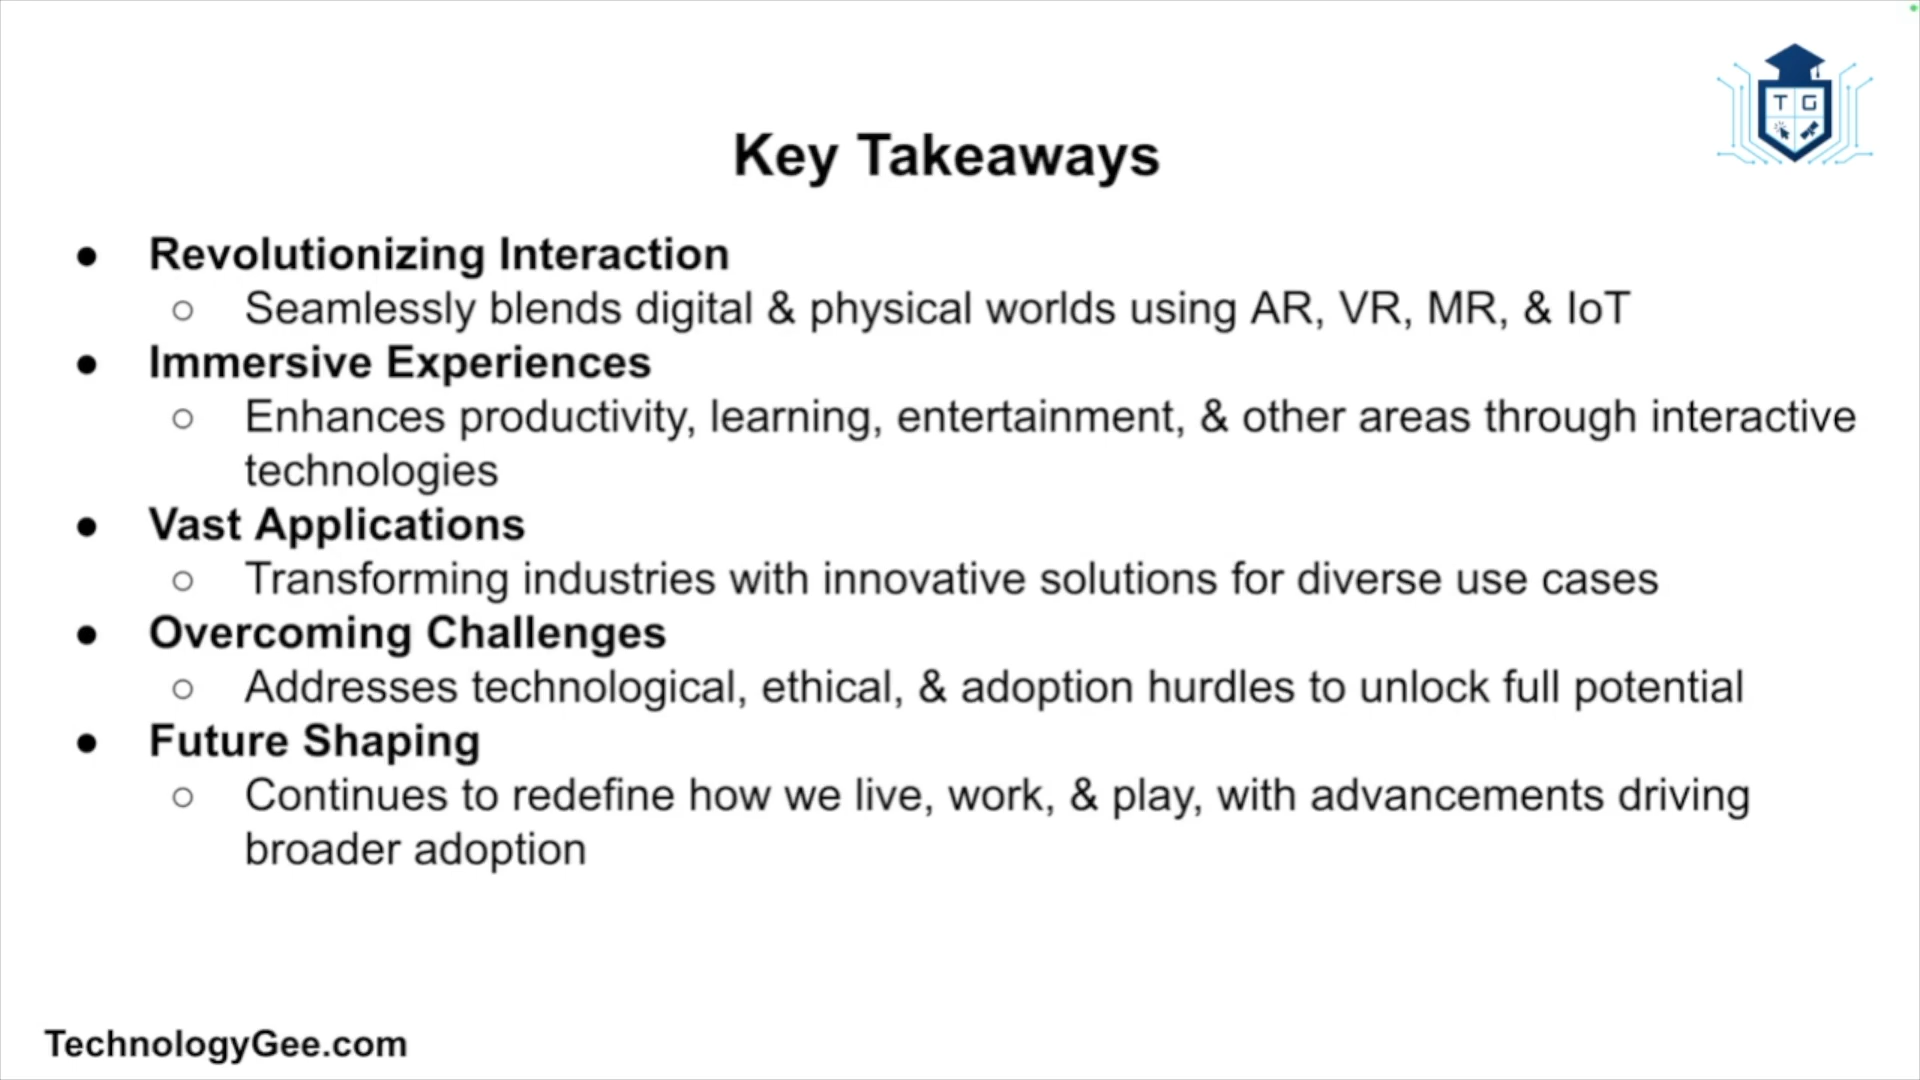 T G
Key Takeaways
● Revolutionizing Interaction
○ Seamlessly blends digital & physical worlds using AR, VR, MR, & IoT
● Immersive Experiences
○ Enhances productivity, learning, entertainment, & other areas through interactive
technologies
● Vast Applications
○ Transforming industries with innovative solutions for diverse use cases
● Overcoming Challenges
○ Addresses technological, ethical, & adoption hurdles to unlock full potential
● Future Shaping
○ Continues to redefine how we live, work, & play, with advancements driving
broader adoption
TechnologyGee.com